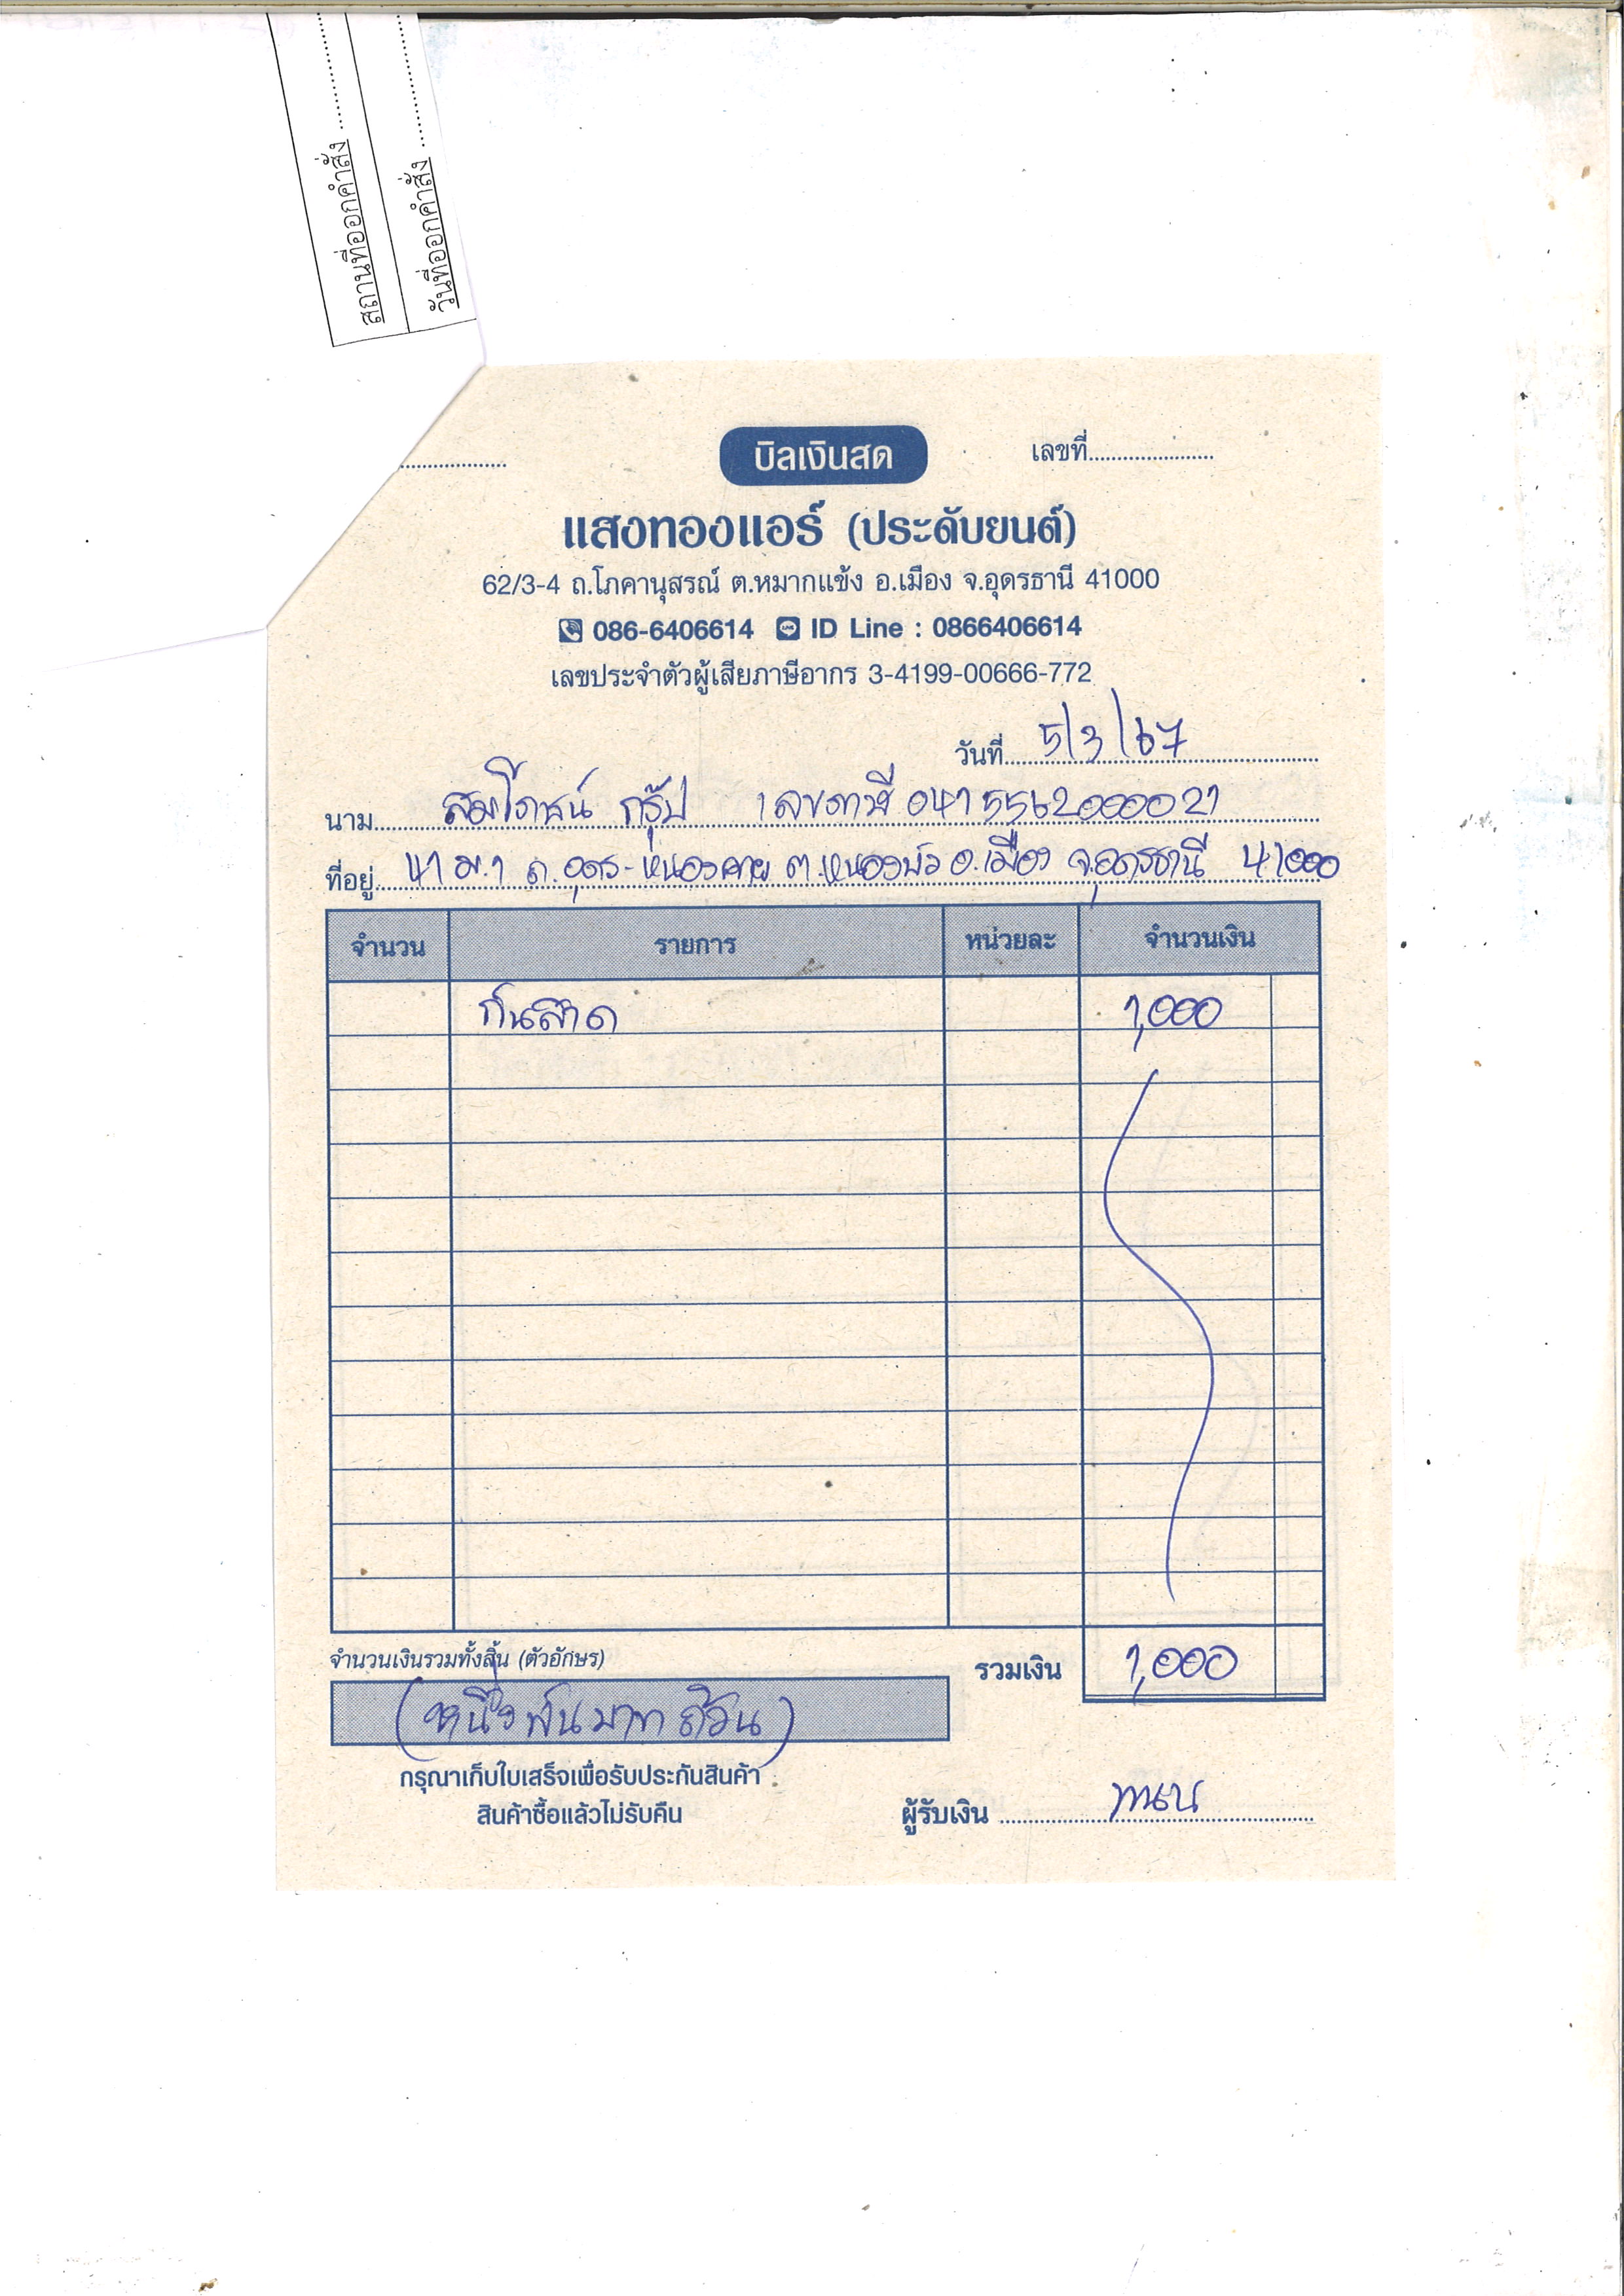 สถานที่ออกคำสั่ง
วันที่ออกคำสั่ง
บิลเงินสด
เลขที่
แสงทองแอร์ (ประดับยนต์)
62/3-4 ถ.โภคานุสรณ์ ต.หมากแข้ง อ.เมือง จ.อุดรธานี 41000
086-6406614 ID Line : 0866406614
เลขประจำตัวผู้เสียภาษีอากร 3-4199-00666-772
วันที่ 5/3/67
นาม สมโภชน์ กรุ๊ป เลขภาษี 0415562000021
ที่อยู่ 41 ม.1 ถ.อุดร-หนองคาย ต.หนองบัว อ.เมือง จ.อุดรธานี 41000
จำนวน รายการ หน่วยละ จำนวนเงิน
กันสาด 1,000
จำนวนเงินรวมทั้งสิ้น (ตัวอักษร)
รวมเงิน 1,000
(หนึ่งพันบาทถ้วน)
กรุณาเก็บใบเสร็จเพื่อรับประกันสินค้า
สินค้าซื้อแล้วไม่รับคืน
ผู้รับเงิน